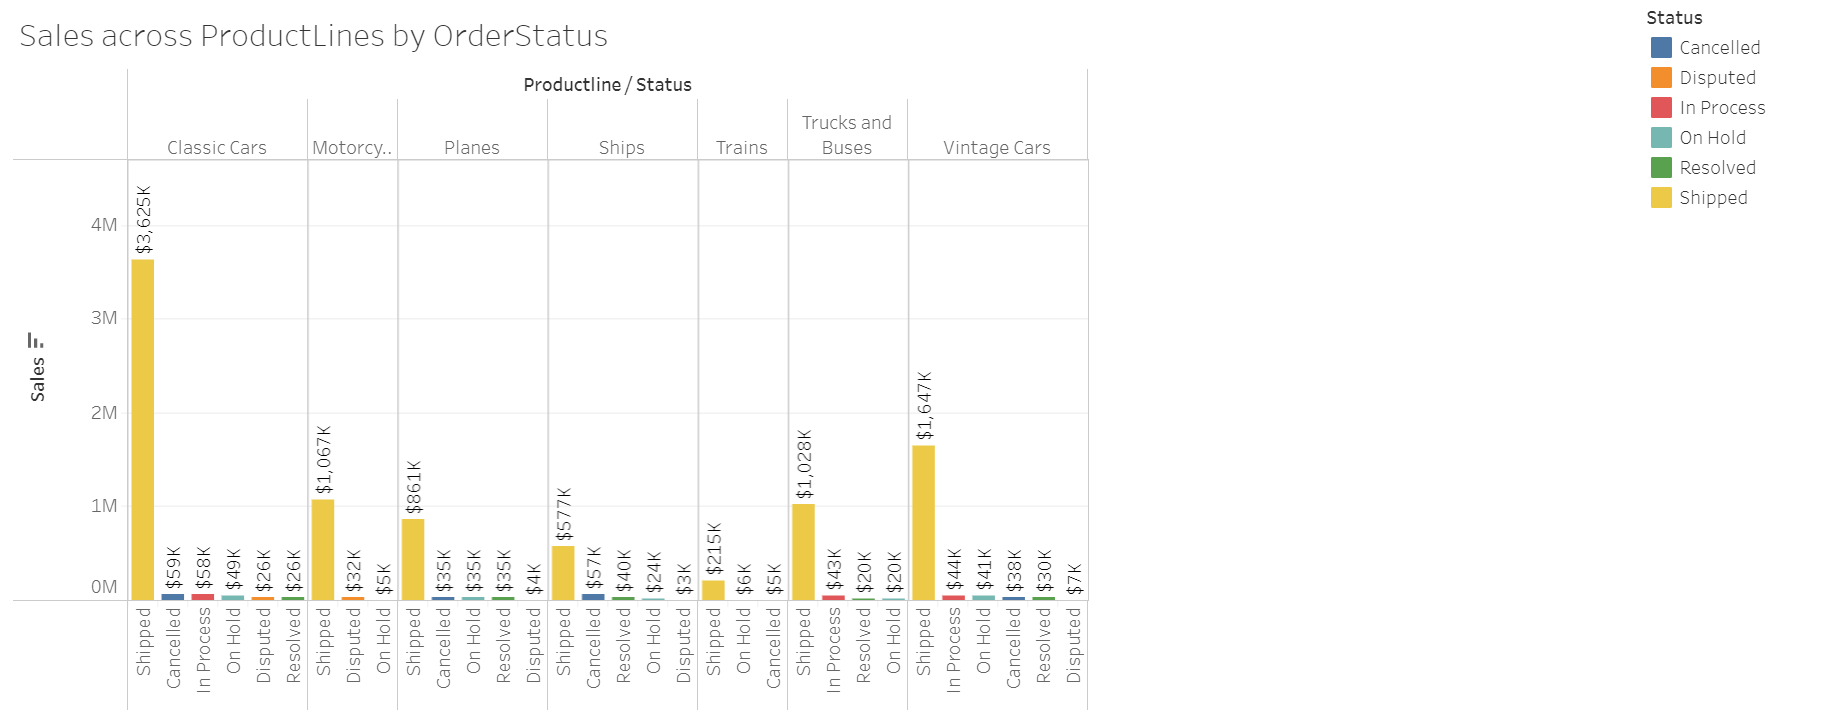 Sales across ProductLines by OrderStatus
Productline / Status
Classic Cars
Motorcy..
Planes
Ships
Trains
Trucks and
Buses
Vintage Cars
Sales
4M
3M
2M
1M
0M
$3,625K
$59K
$58K
$49K
$26K
$26K
$1,067K
$32K
$5K
$861K
$35K
$35K
$35K
$4K
$577K
$57K
$40K
$24K
$3K
$215K
$6K
$5K
$1,028K
$43K
$20K
$20K
$1,647K
$44K
$41K
$38K
$30K
$7K
Shipped
Cancelled
In Process
On Hold
Disputed
Resolved
Shipped
Disputed
On Hold
Shipped
Cancelled
On Hold
Resolved
Disputed
Shipped
Cancelled
Resolved
On Hold
Disputed
Shipped
On Hold
Cancelled
Shipped
In Process
Resolved
On Hold
Shipped
In Process
On Hold
Cancelled
Resolved
Disputed
Status
Cancelled
Disputed
In Process
On Hold
Resolved
Shipped